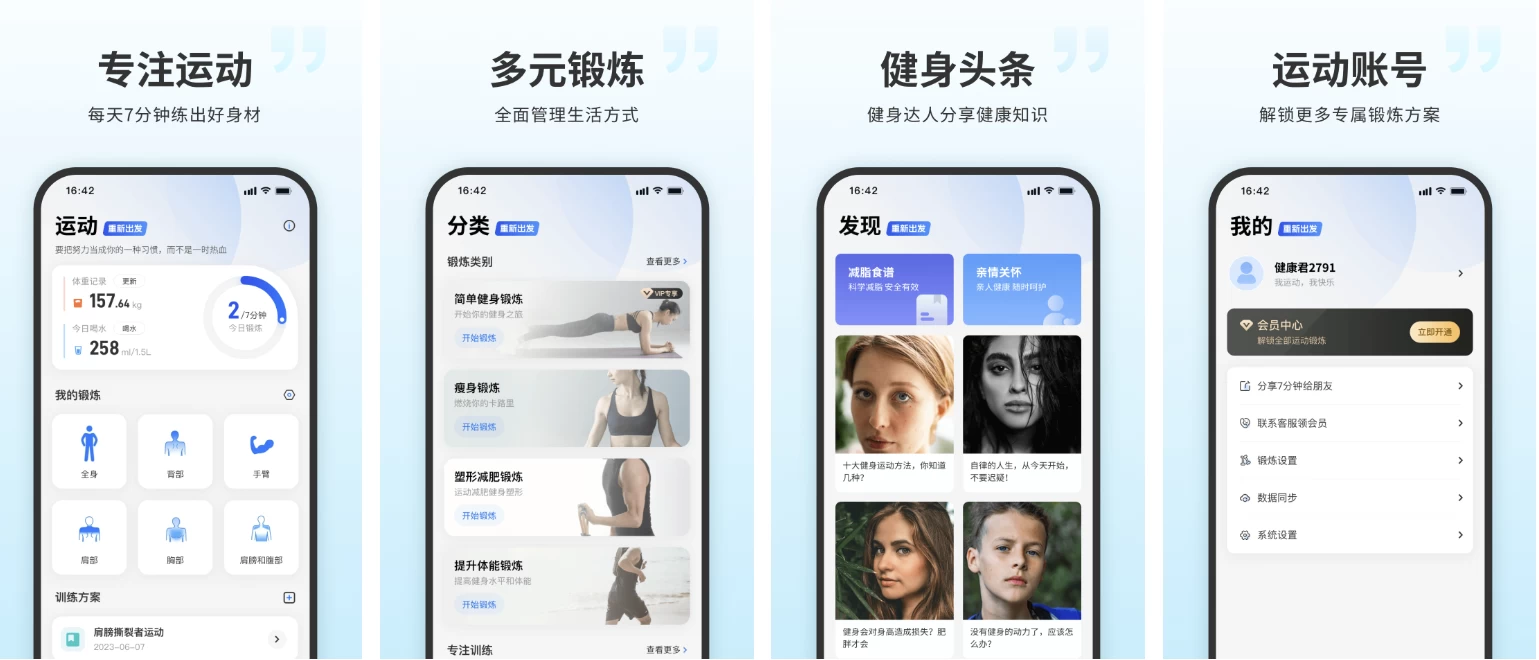 专注运动
每天7分钟练出好身材
16:42
运动 重新出发
要把努力当成你的一种习惯，而不是一时热血
体重记录 更新
157.64 kg
今日喝水 喝水
258 ml/1.5L
2/7分钟
今日锻炼
我的锻炼
全身
背部
手臂
肩部
胸部
肩膀和腹部
训练方案
肩膀撕裂者运动
2023-06-07
多元锻炼
全面管理生活方式
16:42
分类 重新出发
锻炼类别 查看更多
简单健身锻炼
VIP专享
开始你的健身之旅
开始锻炼
瘦身锻炼
燃烧你的卡路里
开始锻炼
塑形减肥锻炼
运动减肥健身塑形
开始锻炼
提升体能锻炼
提高健身水平和体能
开始锻炼
专注训练 查看更多
健身头条
健身达人分享健康知识
16:42
发现 重新出发
减脂食谱
科学减脂 安全有效
亲情关怀
亲人健康 随时呵护
十大健身运动方法，你知道
几种？
自律的人生，从今天开始，
不要迟疑！
健身会对身高造成损失？肥
胖才会
没有健身的动力了，应该怎
么办？
运动账号
解锁更多专属锻炼方案
16:42
我的 重新出发
健康君2791
我运动，我快乐
会员中心
解锁全部运动锻炼
立即开通
分享7分钟给朋友
联系客服领会员
锻炼设置
数据同步
系统设置